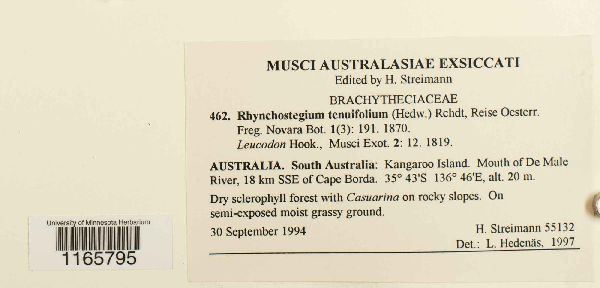 MUSCI AUSTRALASIAE EXSICCATI
Edited by H. Streimann
BRACHYTHECIACEAE
462. Rhynchostegium tenuifolium (Hedw.) Rchdt, Reise Oesterr.
Freg. Novara Bot. 1(3): 191. 1870.
Leucodon Hook., Musci Exot. 2: 12. 1819.
AUSTRALIA. South Australia: Kangaroo Island. Mouth of De Male
River, 18 km SSE of Cape Borda. 35° 43'S 136° 46'E, alt. 20 m.
Dry sclerophyll forest with Casuarina on rocky slopes. On
semi-exposed moist grassy ground.
30 September 1994 H. Streimann 55132
Det.: L. Hedenäs, 1997
University of Minnesota Herbarium
1165795